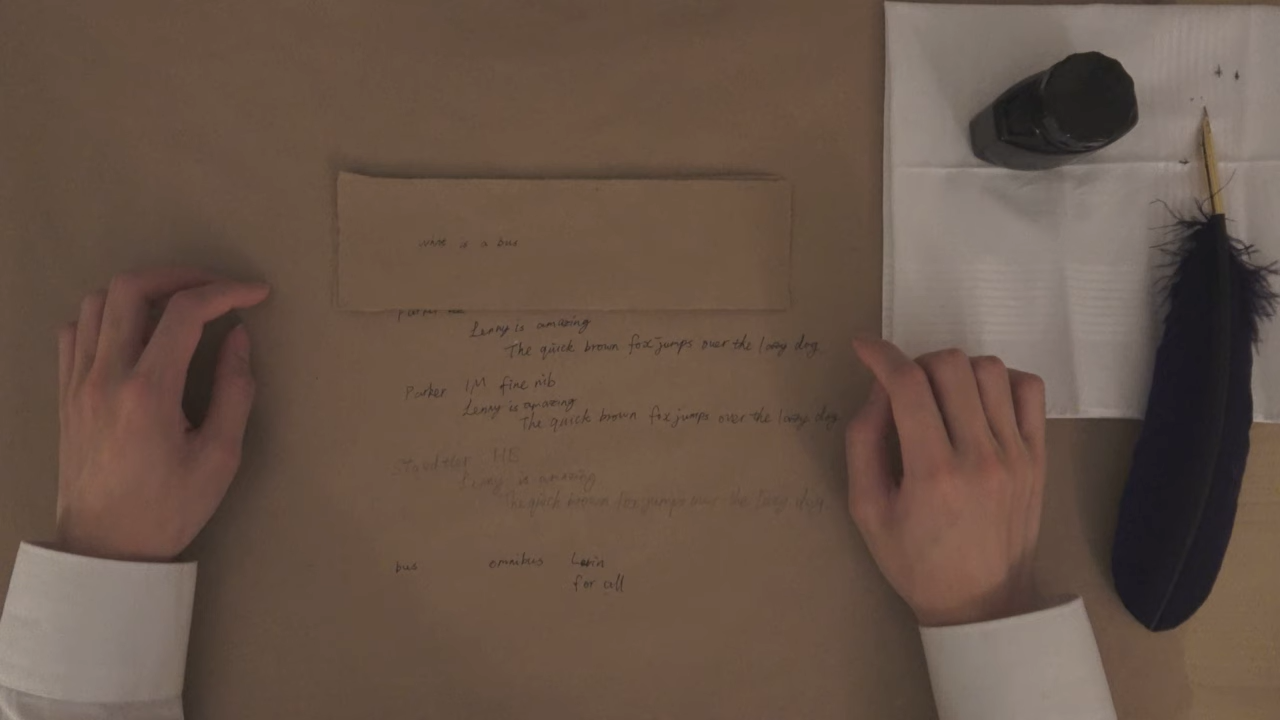 what is a bus
Parker
Lenny is amazing
The quick brown fox jumps over the lazy dog.
Parker IM fine nib
Lenny is amazing
The quick brown fox jumps over the lazy dog.
Staedtler HB
Lenny is amazing
The quick brown fox jumps over the lazy dog.
bus omnibus Latin
for all